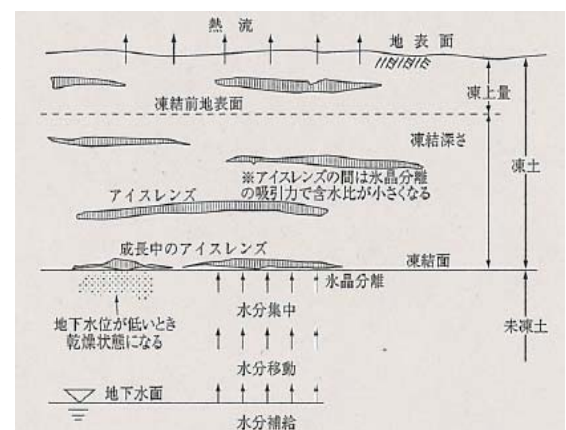 熱流
地表面
凍上量
凍結前地表面
凍結深さ
凍土
※アイスレンズの間は氷晶分離
の吸引力で含水比が小さくなる
アイスレンズ
成長中のアイスレンズ
凍結面
氷晶分離
水分集中
地下水位が低いとき
乾燥状態になる
未凍土
水分移動
地下水面
水分補給